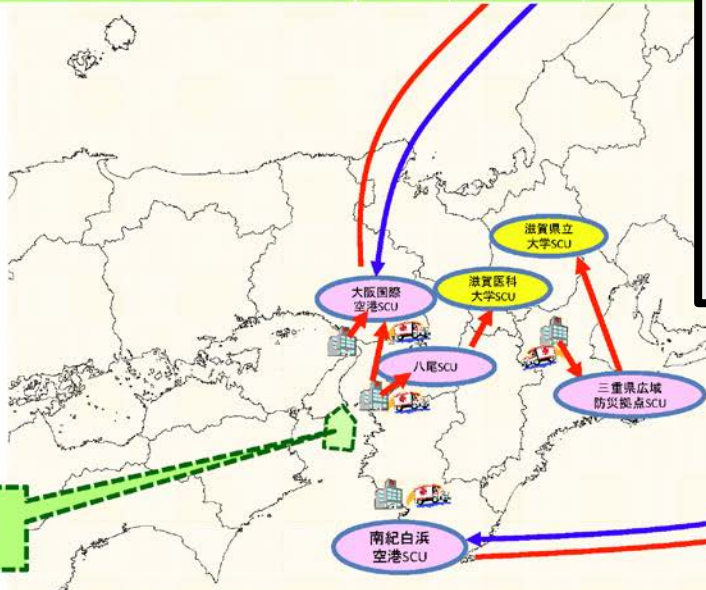 滋賀県立
大学SCU
大阪国際
空港SCU
滋賀医科
大学SCU
八尾SCU
三重県広域
防災拠点SCU
南紀白浜
空港SCU